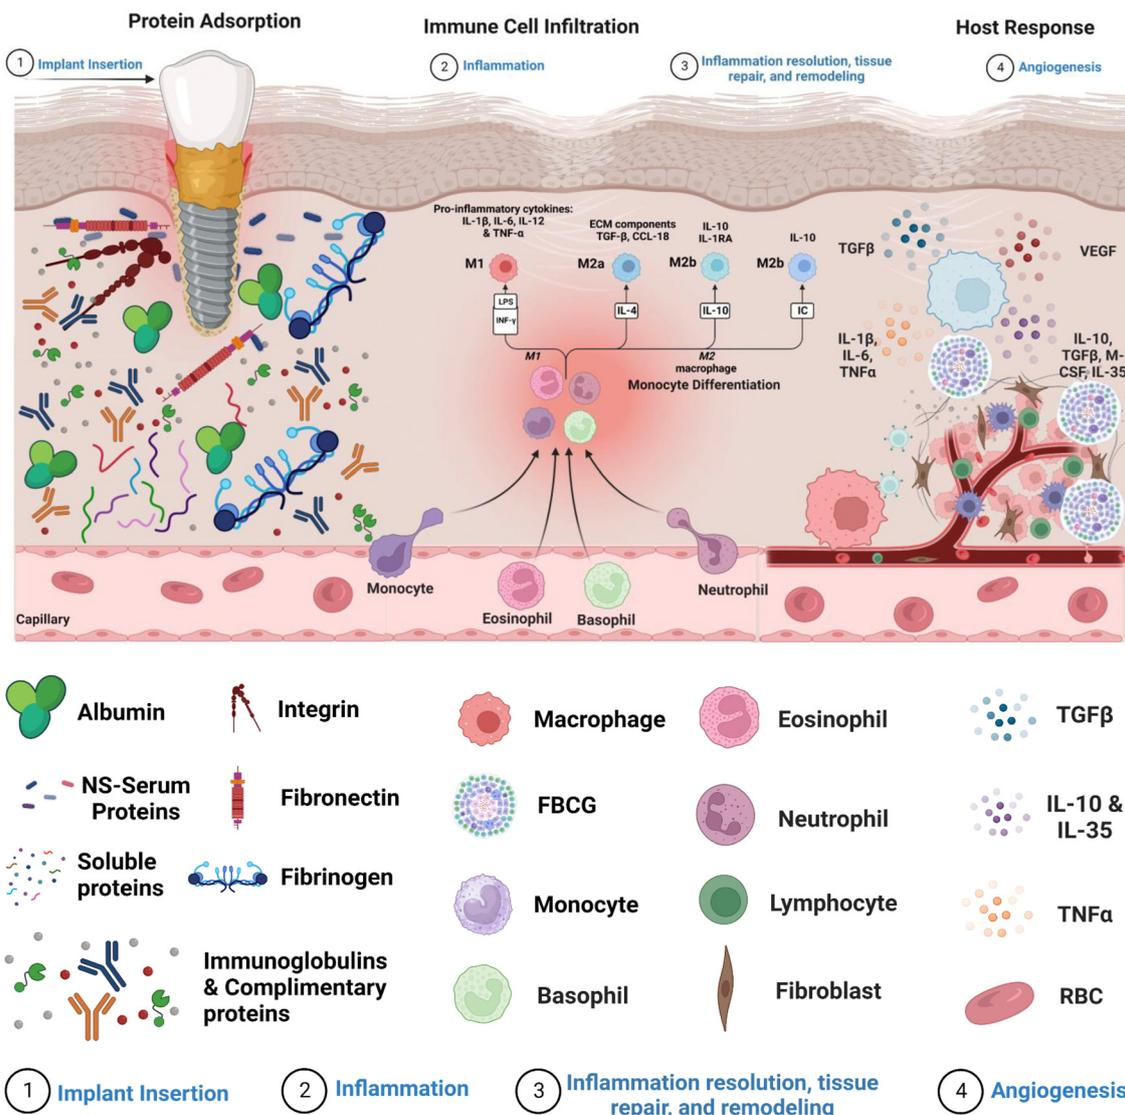 Protein Adsorption
Immune Cell Infiltration
Host Response
1 Implant Insertion
2 Inflammation
3 Inflammation resolution, tissue
repair, and remodeling
4 Angiogenesis
Pro-inflammatory cytokines:
IL-1β, IL-6, IL-12
& TNF-α
ECM components
TGF-β, CCL-18
IL-10
IL-1RA
IL-10
M1
M2a
M2b
M2b
LPS
INF-γ
IL-4
IL-10
IC
M1
M2
macrophage
Monocyte Differentiation
TGFβ
VEGF
IL-1β,
IL-6,
TNFα
IL-10,
TGFβ, M-
CSF, IL-35
Monocyte
Eosinophil
Basophil
Neutrophil
Capillary
Albumin
Integrin
Macrophage
Eosinophil
TGFβ
NS-Serum
Proteins
Fibronectin
FBCG
Neutrophil
IL-10 &
IL-35
Soluble
proteins
Fibrinogen
Monocyte
Lymphocyte
TNFα
Immunoglobulins
& Complimentary
proteins
Basophil
Fibroblast
RBC
1 Implant Insertion
2 Inflammation
3 Inflammation resolution, tissue
repair, and remodeling
4 Angiogenesis